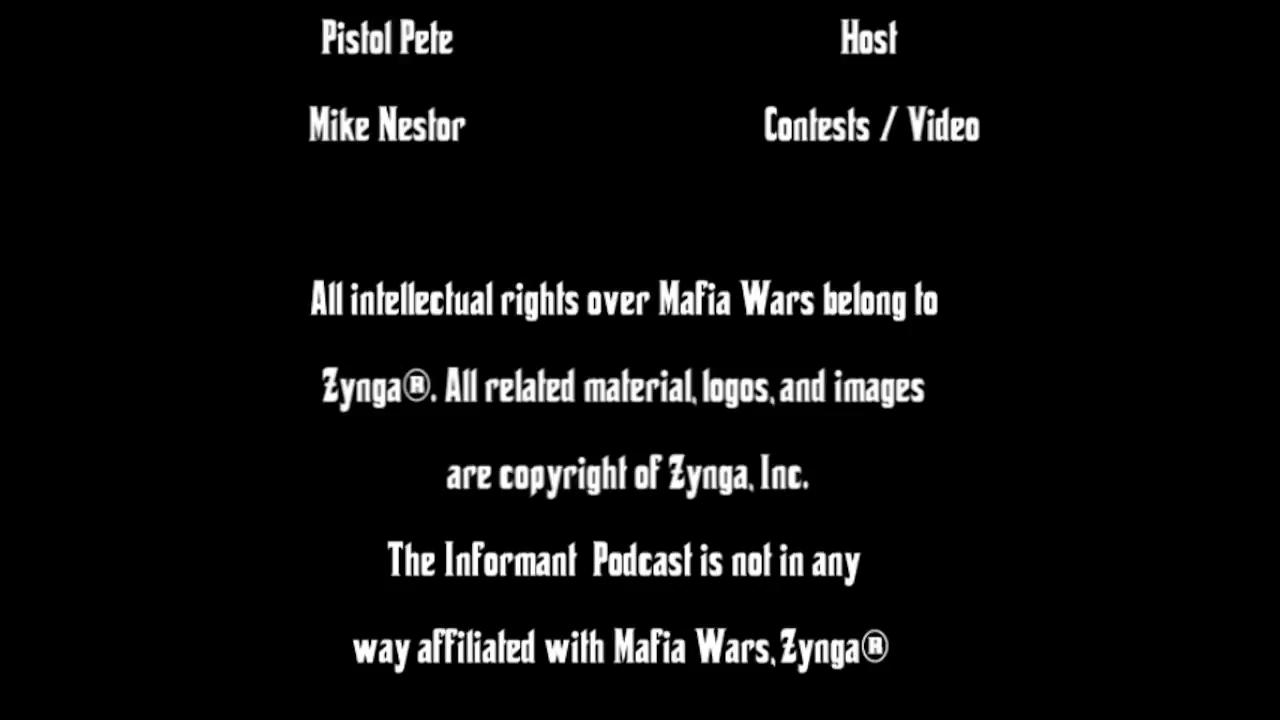 Pistol Pete Host
Mike Nestor Contests / Video
All intellectual rights over Mafia Wars belong to
Zynga®. All related material, logos, and images
are copyright of Zynga, Inc.
The Informant Podcast is not in any
way affiliated with Mafia Wars, Zynga®